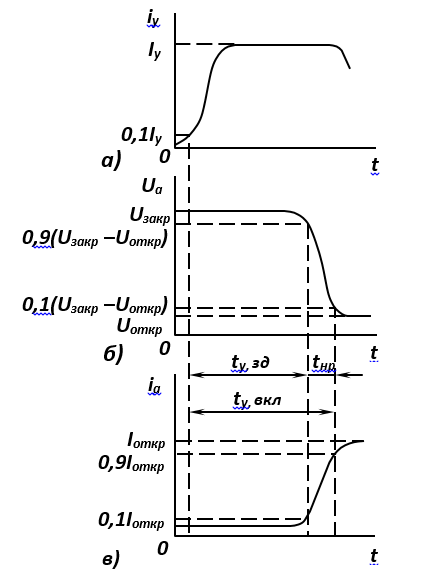 iу
Iу
0,1Iу
а)
0
t
Uа
Uзакр
0,9(Uзакр –Uоткр)
0,1(Uзакр –Uоткр)
Uоткр
б)
0
t
tу, зд
tнр
iа
tу, вкл
Iоткр
0,9Iоткр
0,1Iоткр
в)
0
t